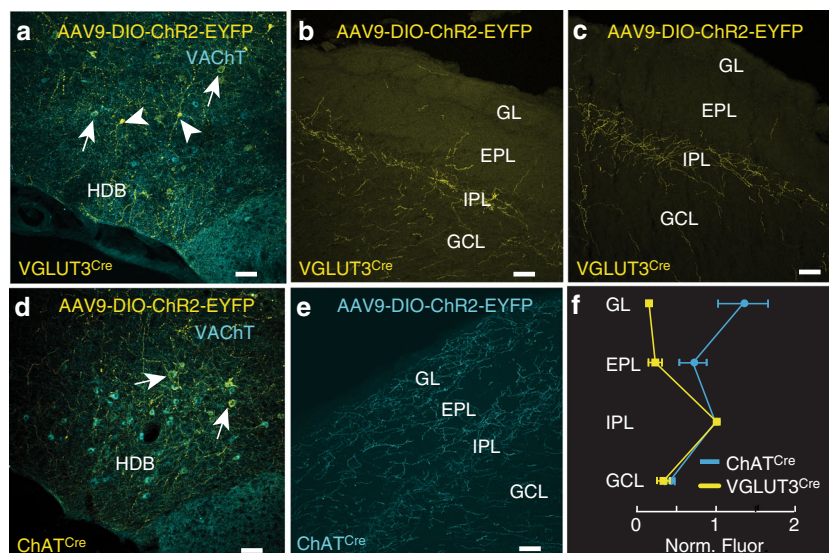 a
AAV9-DIO-ChR2-EYFP
VAChT
HDB
VGLUT3Cre
b
AAV9-DIO-ChR2-EYFP
GL
EPL
IPL
GCL
VGLUT3Cre
c
AAV9-DIO-ChR2-EYFP
GL
EPL
IPL
GCL
VGLUT3Cre
d
AAV9-DIO-ChR2-EYFP
VAChT
HDB
ChATCre
e
AAV9-DIO-ChR2-EYFP
GL
EPL
IPL
GCL
ChATCre
f
GL
EPL
IPL
GCL
ChATCre
VGLUT3Cre
0 1 2
Norm. Fluor